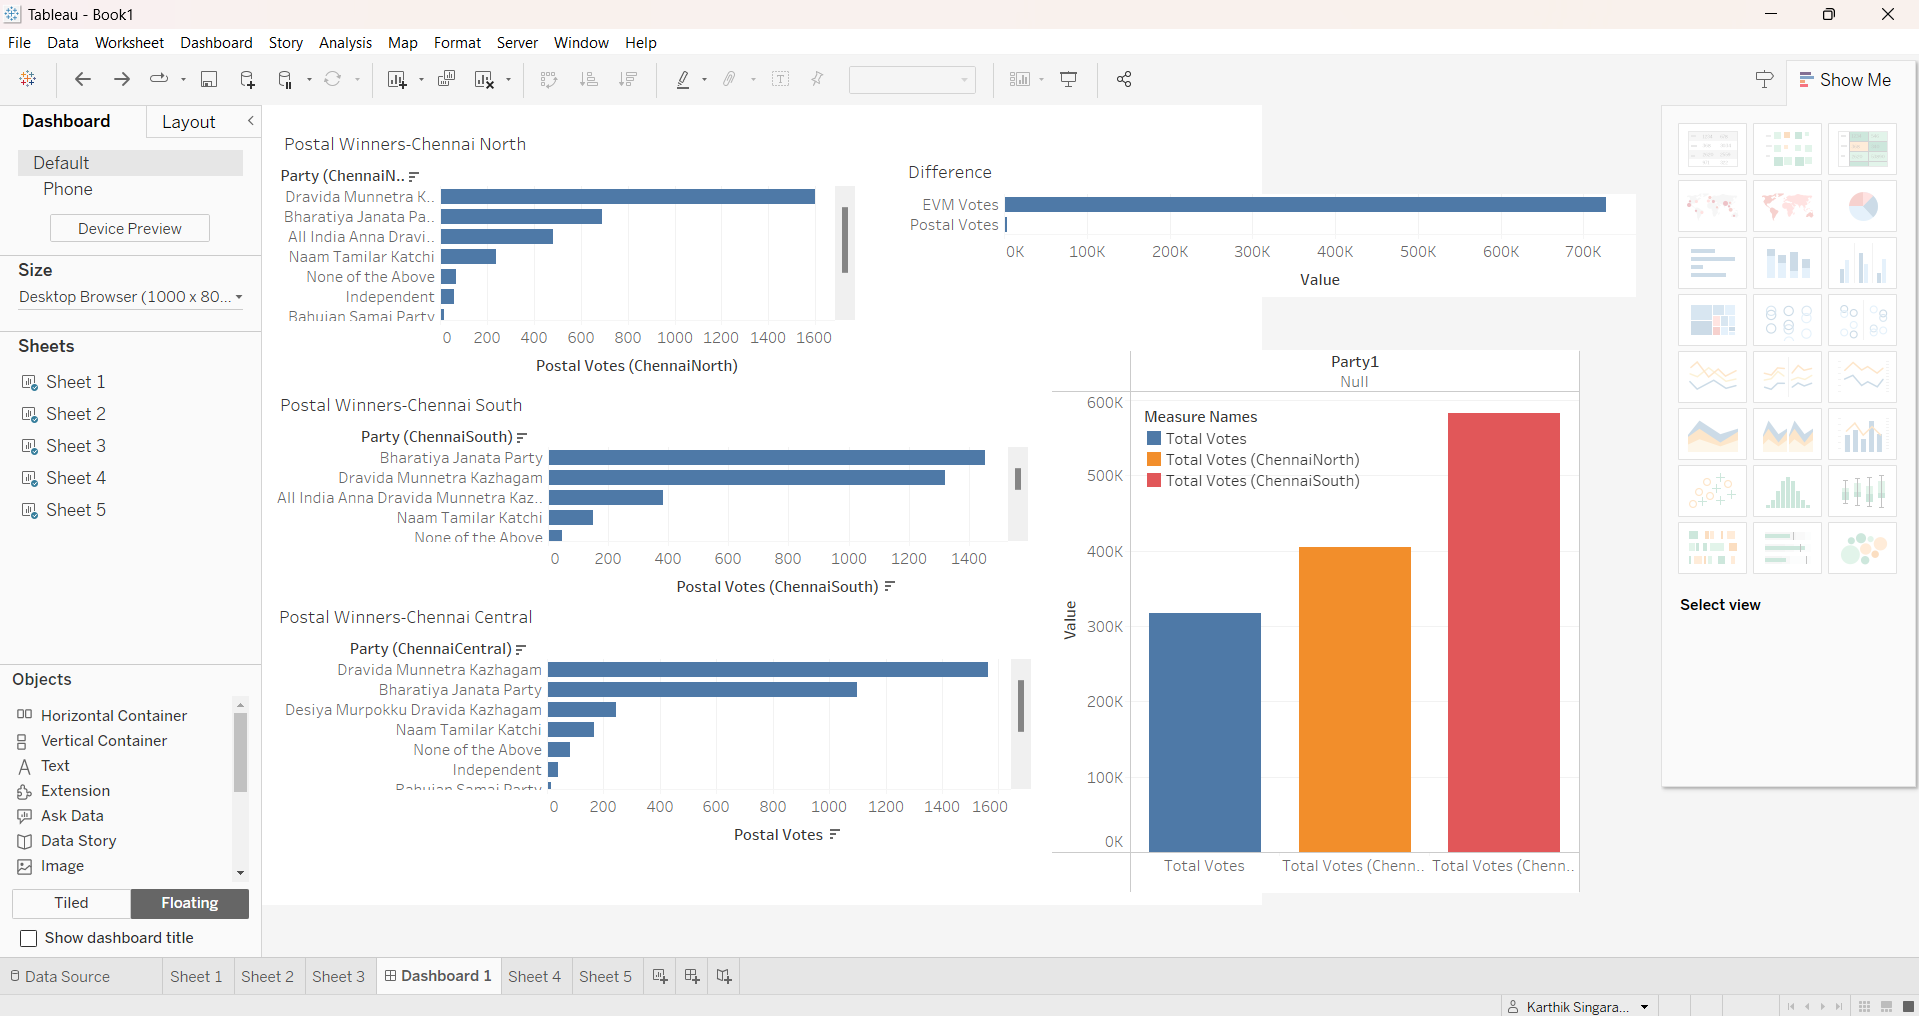 Tableau - Book1
File Data Worksheet Dashboard Story Analysis Map Format Server Window Help
Show Me
Dashboard
Layout
Default
Phone
Device Preview
Size
Desktop Browser (1000 x 80...
Sheets
Sheet 1
Sheet 2
Sheet 3
Sheet 4
Sheet 5
Objects
Horizontal Container
Vertical Container
Text
Extension
Ask Data
Data Story
Image
Tiled
Floating
Show dashboard title
Postal Winners-Chennai North
Party (ChennaiN..
Dravida Munnetra K..
Bharatiya Janata Pa..
All India Anna Dravi..
Naam Tamilar Katchi
None of the Above
Independent
Bahujan Samaj Party
0 200 400 600 800 1000 1200 1400 1600
Postal Votes (ChennaiNorth)
Postal Winners-Chennai South
Party (ChennaiSouth)
Bharatiya Janata Party
Dravida Munnetra Kazhagam
All India Anna Dravida Munnetra Kaz..
Naam Tamilar Katchi
None of the Above
0 200 400 600 800 1000 1200 1400
Postal Votes (ChennaiSouth)
Postal Winners-Chennai Central
Party (ChennaiCentral)
Dravida Munnetra Kazhagam
Bharatiya Janata Party
Desiya Murpokku Dravida Kazhagam
Naam Tamilar Katchi
None of the Above
Independent
Bahujan Samaj Party
0 200 400 600 800 1000 1200 1400 1600
Postal Votes
Difference
EVM Votes
Postal Votes
0K 100K 200K 300K 400K 500K 600K 700K
Value
Party1
Null
600K
500K
400K
300K
200K
100K
0K
Value
Measure Names
Total Votes
Total Votes (ChennaiNorth)
Total Votes (ChennaiSouth)
Total Votes Total Votes (Chenn.. Total Votes (Chenn..
Select view
Data Source Sheet 1 Sheet 2 Sheet 3 Dashboard 1 Sheet 4 Sheet 5
Karthik Singara...